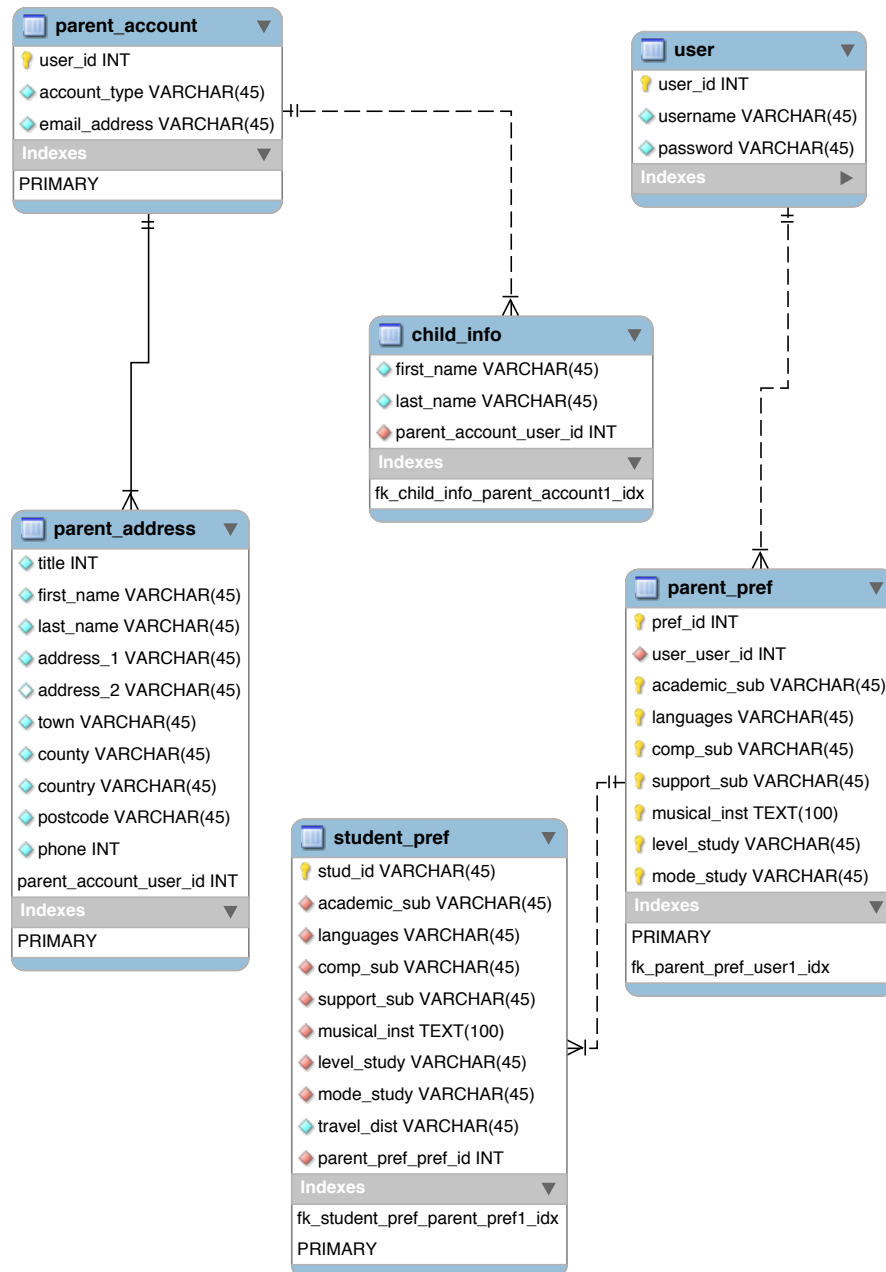 parent_account
user_id INT
account_type VARCHAR(45)
email_address VARCHAR(45)
Indexes
PRIMARY
user
user_id INT
username VARCHAR(45)
password VARCHAR(45)
Indexes
child_info
first_name VARCHAR(45)
last_name VARCHAR(45)
parent_account_user_id INT
Indexes
fk_child_info_parent_account1_idx
parent_address
title INT
first_name VARCHAR(45)
last_name VARCHAR(45)
address_1 VARCHAR(45)
address_2 VARCHAR(45)
town VARCHAR(45)
county VARCHAR(45)
country VARCHAR(45)
postcode VARCHAR(45)
phone INT
parent_account_user_id INT
Indexes
PRIMARY
parent_pref
pref_id INT
user_user_id INT
academic_sub VARCHAR(45)
languages VARCHAR(45)
comp_sub VARCHAR(45)
support_sub VARCHAR(45)
musical_inst TEXT(100)
level_study VARCHAR(45)
mode_study VARCHAR(45)
Indexes
PRIMARY
fk_parent_pref_user1_idx
student_pref
stud_id VARCHAR(45)
academic_sub VARCHAR(45)
languages VARCHAR(45)
comp_sub VARCHAR(45)
support_sub VARCHAR(45)
musical_inst TEXT(100)
level_study VARCHAR(45)
mode_study VARCHAR(45)
travel_dist VARCHAR(45)
parent_pref_pref_id INT
Indexes
fk_student_pref_parent_pref1_idx
PRIMARY